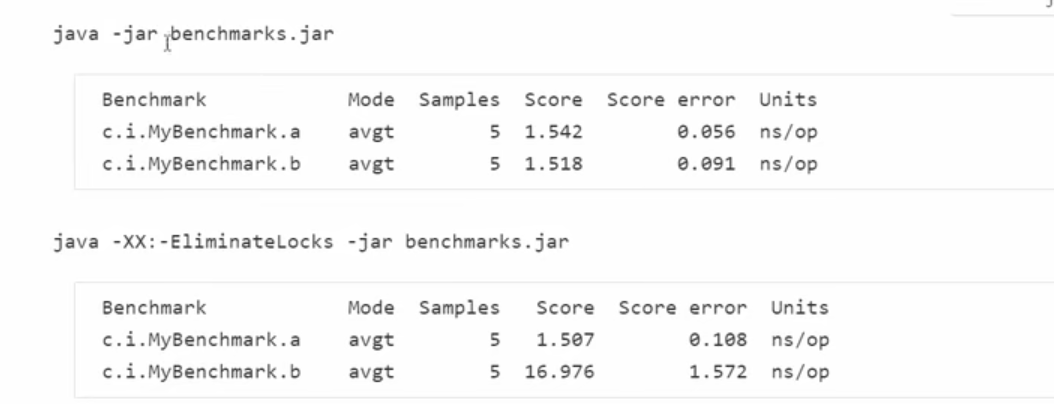 java -jar benchmarks.jar
Benchmark Mode Samples Score Score error Units
c.i.MyBenchmark.a avgt 5 1.542 0.056 ns/op
c.i.MyBenchmark.b avgt 5 1.518 0.091 ns/op
java -XX:-EliminateLocks -jar benchmarks.jar
Benchmark Mode Samples Score Score error Units
c.i.MyBenchmark.a avgt 5 1.507 0.108 ns/op
c.i.MyBenchmark.b avgt 5 16.976 1.572 ns/op